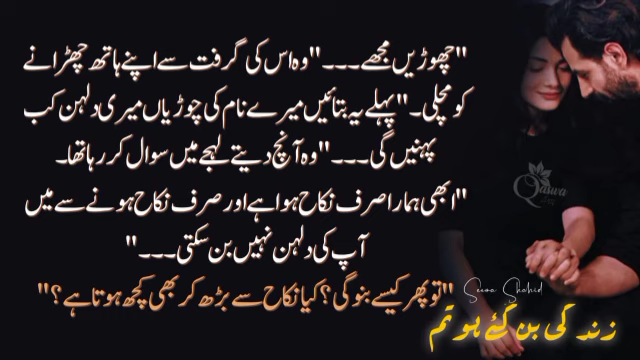 "چھوڑیں مجھے۔۔۔"وہ اس کی گرفت سے اپنے ہاتھ چھڑانے
کو مچلی۔"پہلے یہ بتائیں میرے نام کی چوڑیاں میری دلہن کب
پہنیں گی۔۔۔"وہ آنچ دیتے لہجے میں سوال کر رہا تھا۔
"ابھی ہمارا صرف نکاح ہوا ہے اور صرف نکاح ہونے سے میں
آپ کی دلہن نہیں بن سکتی۔۔۔"
"تو پھر کیسے بنو گی؟ کیا نکاح سے بڑھ کر بھی کچھ ہوتا ہے؟"
Qaswa
Shahid
زندگی بن گئے ہو تم